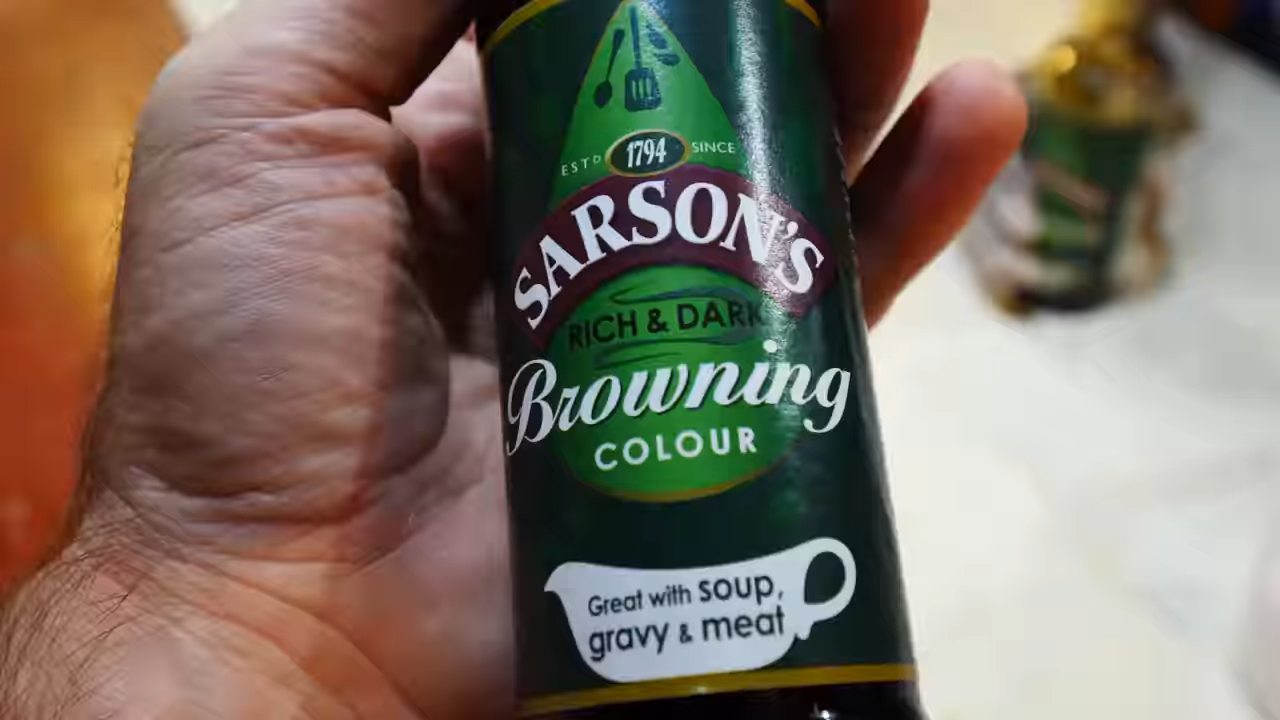 ESTD 1794 SINCE
SARSON'S
RICH & DARK
Browning
COLOUR
Great with soup,
gravy & meat